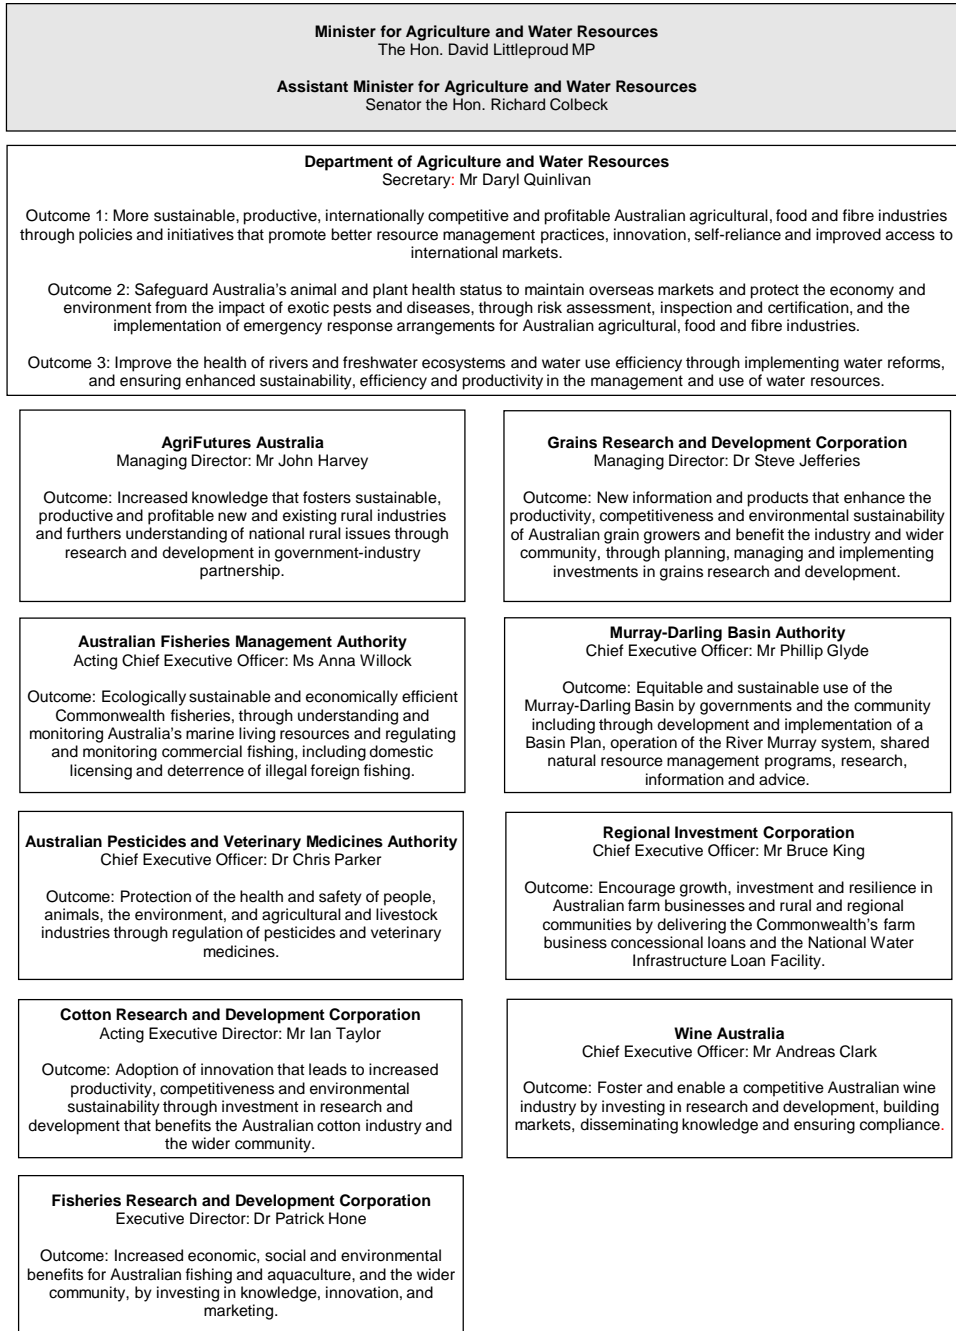 Minister for Agriculture and Water Resources
The Hon. David Littleproud MP
Assistant Minister for Agriculture and Water Resources
Senator the Hon. Richard Colbeck
Department of Agriculture and Water Resources
Secretary: Mr Daryl Quinlivan
Outcome 1: More sustainable, productive, internationally competitive and profitable Australian agricultural, food and fibre industries
through policies and initiatives that promote better resource management practices, innovation, self-reliance and improved access to
international markets.
Outcome 2: Safeguard Australia's animal and plant health status to maintain overseas markets and protect the economy and
environment from the impact of exotic pests and diseases, through risk assessment, inspection and certification, and the
implementation of emergency response arrangements for Australian agricultural, food and fibre industries.
Outcome 3: Improve the health of rivers and freshwater ecosystems and water use efficiency through implementing water reforms,
and ensuring enhanced sustainability, efficiency and productivity in the management and use of water resources.
AgriFutures Australia
Managing Director: Mr John Harvey
Outcome: Increased knowledge that fosters sustainable,
productive and profitable new and existing rural industries
and furthers understanding of national rural issues through
research and development in government-industry
partnership.
Grains Research and Development Corporation
Managing Director: Dr Steve Jefferies
Outcome: New information and products that enhance the
productivity, competitiveness and environmental sustainability
of Australian grain growers and benefit the industry and wider
community, through planning, managing and implementing
investments in grains research and development.
Australian Fisheries Management Authority
Acting Chief Executive Officer: Ms Anna Willock
Outcome: Ecologically sustainable and economically efficient
Commonwealth fisheries, through understanding and
monitoring Australia's marine living resources and regulating
and monitoring commercial fishing, including domestic
licensing and deterrence of illegal foreign fishing.
Murray-Darling Basin Authority
Chief Executive Officer: Mr Phillip Glyde
Outcome: Equitable and sustainable use of the
Murray-Darling Basin by governments and the community
including through development and implementation of a
Basin Plan, operation of the River Murray system, shared
natural resource management programs, research,
information and advice.
Australian Pesticides and Veterinary Medicines Authority
Chief Executive Officer: Dr Chris Parker
Outcome: Protection of the health and safety of people,
animals, the environment, and agricultural and livestock
industries through regulation of pesticides and veterinary
medicines.
Regional Investment Corporation
Chief Executive Officer: Mr Bruce King
Outcome: Encourage growth, investment and resilience in
Australian farm businesses and rural and regional
communities by delivering the Commonwealth's farm
business concessional loans and the National Water
Infrastructure Loan Facility.
Cotton Research and Development Corporation
Acting Executive Director: Mr Ian Taylor
Outcome: Adoption of innovation that leads to increased
productivity, competitiveness and environmental
sustainability through investment in research and
development that benefits the Australian cotton industry and
the wider community.
Wine Australia
Chief Executive Officer: Mr Andreas Clark
Outcome: Foster and enable a competitive Australian wine
industry by investing in research and development, building
markets, disseminating knowledge and ensuring compliance.
Fisheries Research and Development Corporation
Executive Director: Dr Patrick Hone
Outcome: Increased economic, social and environmental
benefits for Australian fishing and aquaculture, and the wider
community, by investing in knowledge, innovation, and
marketing.